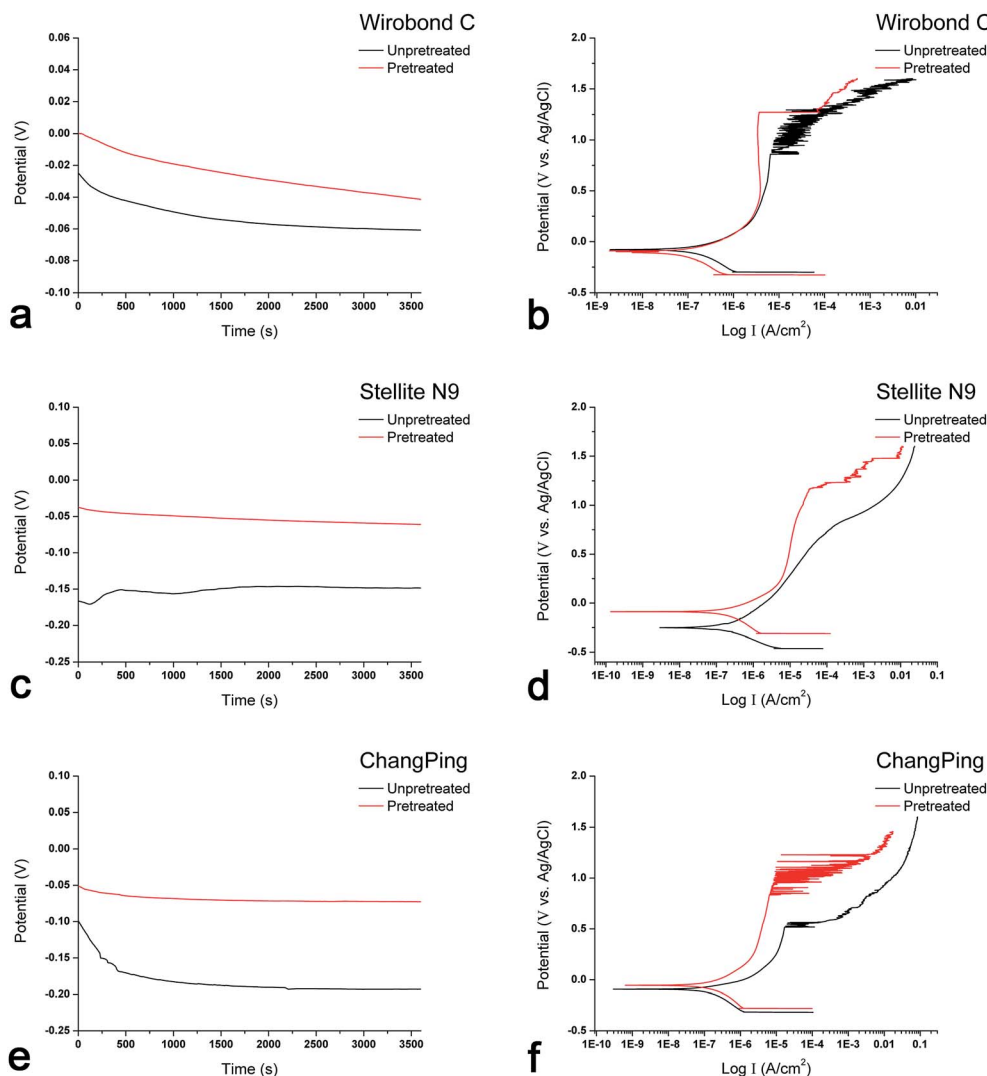 Wirobond C
Unpretreated
Pretreated
0.06
0.04
0.02
0.00
-0.02
-0.04
-0.06
-0.08
-0.10
Potential (V)
0
500
1000
1500
2000
2500
3000
3500
Time (s)
a
Wirobond C
Unpretreated
Pretreated
2.0
1.5
1.0
0.5
0.0
-0.5
Potential (V vs. Ag/AgCl)
1E-9
1E-8
1E-7
1E-6
1E-5
1E-4
1E-3
0.01
Log I (A/cm²)
b
Stellite N9
Unpretreated
Pretreated
0.10
0.05
0.00
-0.05
-0.10
-0.15
-0.20
-0.25
Potential (V)
0
500
1000
1500
2000
2500
3000
3500
Time (s)
c
Stellite N9
Unpretreated
Pretreated
2.0
1.5
1.0
0.5
0.0
-0.5
Potential (V vs. Ag/AgCl)
1E-10
1E-9
1E-8
1E-7
1E-6
1E-5
1E-4
1E-3
0.01
0.1
Log I (A/cm²)
d
ChangPing
Unpretreated
Pretreated
0.10
0.05
0.00
-0.05
-0.10
-0.15
-0.20
-0.25
Potential (V)
0
500
1000
1500
2000
2500
3000
3500
Time (s)
e
ChangPing
Unpretreated
Pretreated
2.0
1.5
1.0
0.5
0.0
-0.5
Potential (V vs. Ag/AgCl)
1E-10
1E-9
1E-8
1E-7
1E-6
1E-5
1E-4
1E-3
0.01
0.1
Log I (A/cm²)
f